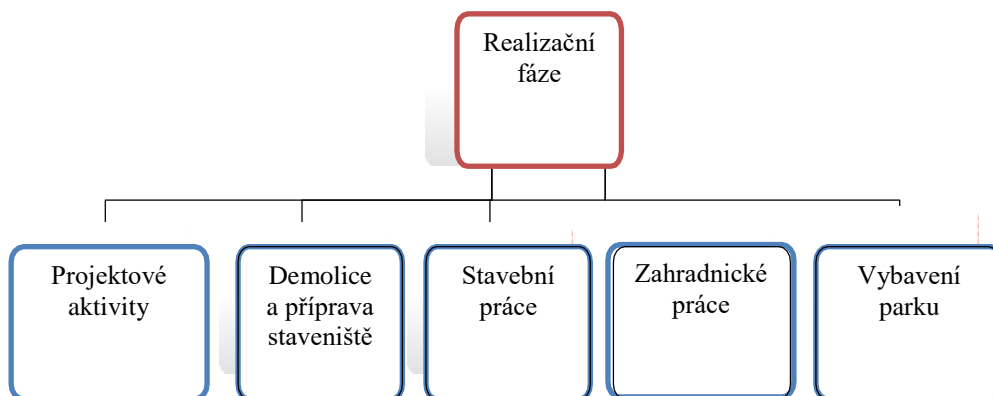 Realizační
fáze
Projektové
aktivity
Demolice
a příprava
staveniště
Stavební
práce
Zahradnické
práce
Vybavení
parku